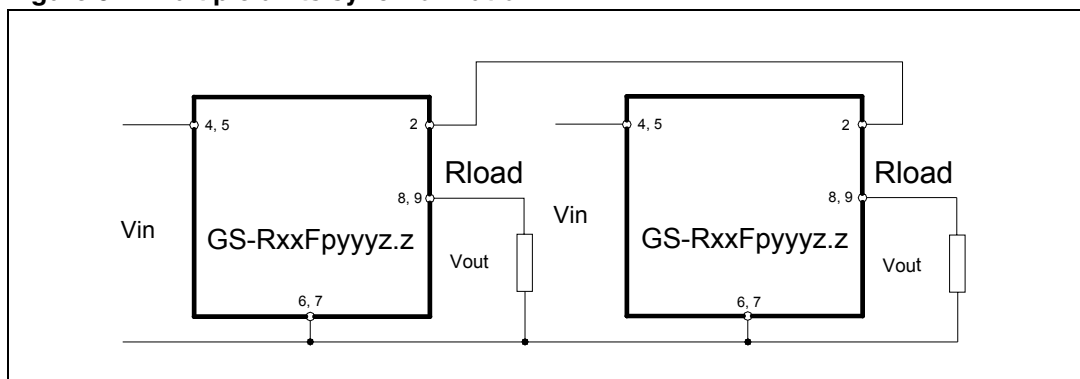 4, 5
2
4, 5
2
Rload
Rload
8, 9
8, 9
Vin
Vin
GS-RxxFpyyyz.z
GS-RxxFpyyyz.z
Vout
Vout
6, 7
6, 7